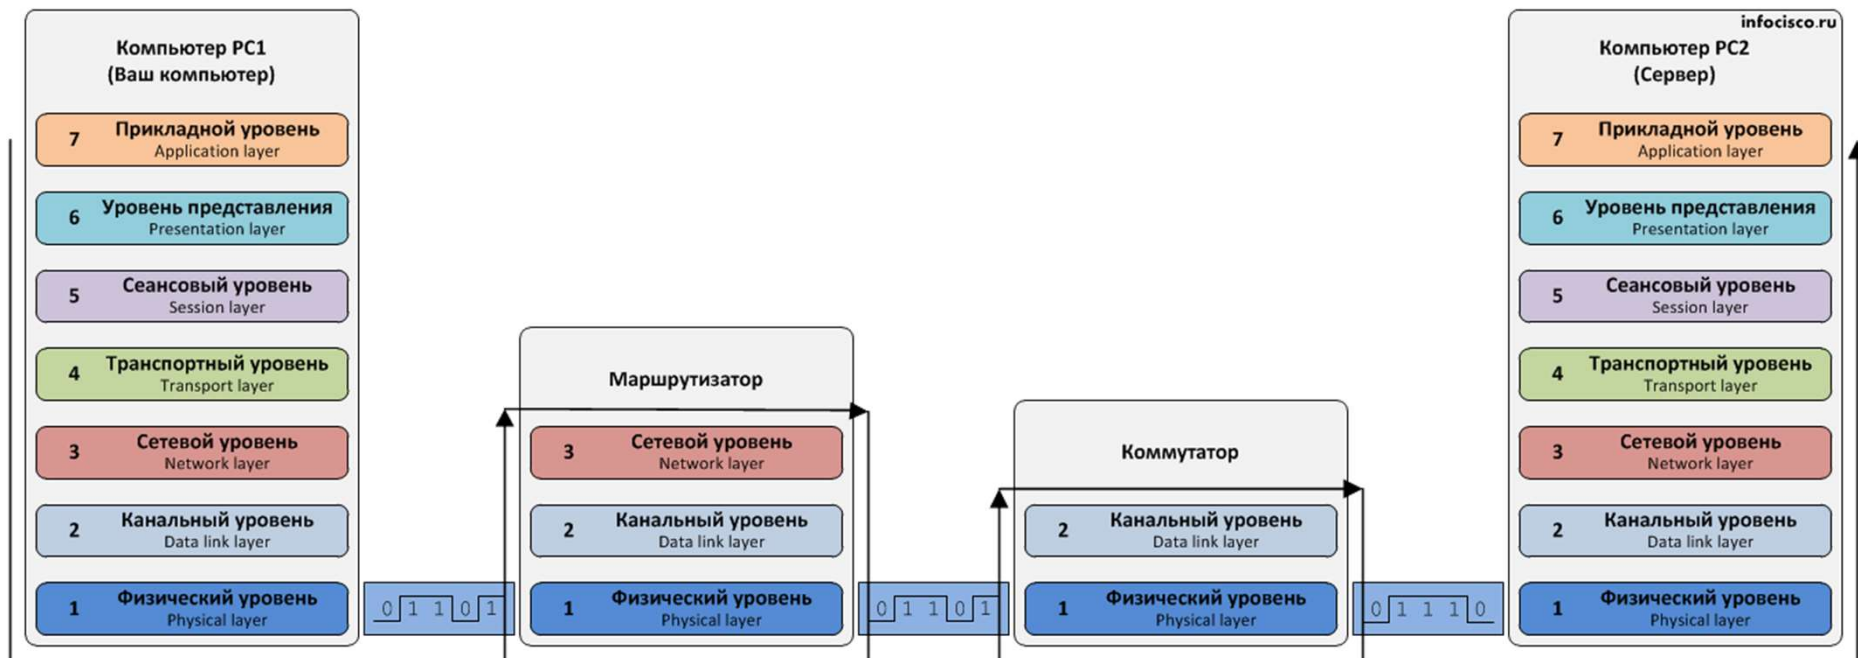 infocisco.ru
Компьютер PC1
(Ваш компьютер)
7 Прикладной уровень
Application layer
6 Уровень представления
Presentation layer
5 Сеансовый уровень
Session layer
4 Транспортный уровень
Transport layer
3 Сетевой уровень
Network layer
2 Канальный уровень
Data link layer
1 Физический уровень
Physical layer
0 1 1 0 1
Маршрутизатор
3 Сетевой уровень
Network layer
2 Канальный уровень
Data link layer
1 Физический уровень
Physical layer
0 1 1 0 1
Коммутатор
2 Канальный уровень
Data link layer
1 Физический уровень
Physical layer
0 1 1 1 0
Компьютер PC2
(Сервер)
7 Прикладной уровень
Application layer
6 Уровень представления
Presentation layer
5 Сеансовый уровень
Session layer
4 Транспортный уровень
Transport layer
3 Сетевой уровень
Network layer
2 Канальный уровень
Data link layer
1 Физический уровень
Physical layer